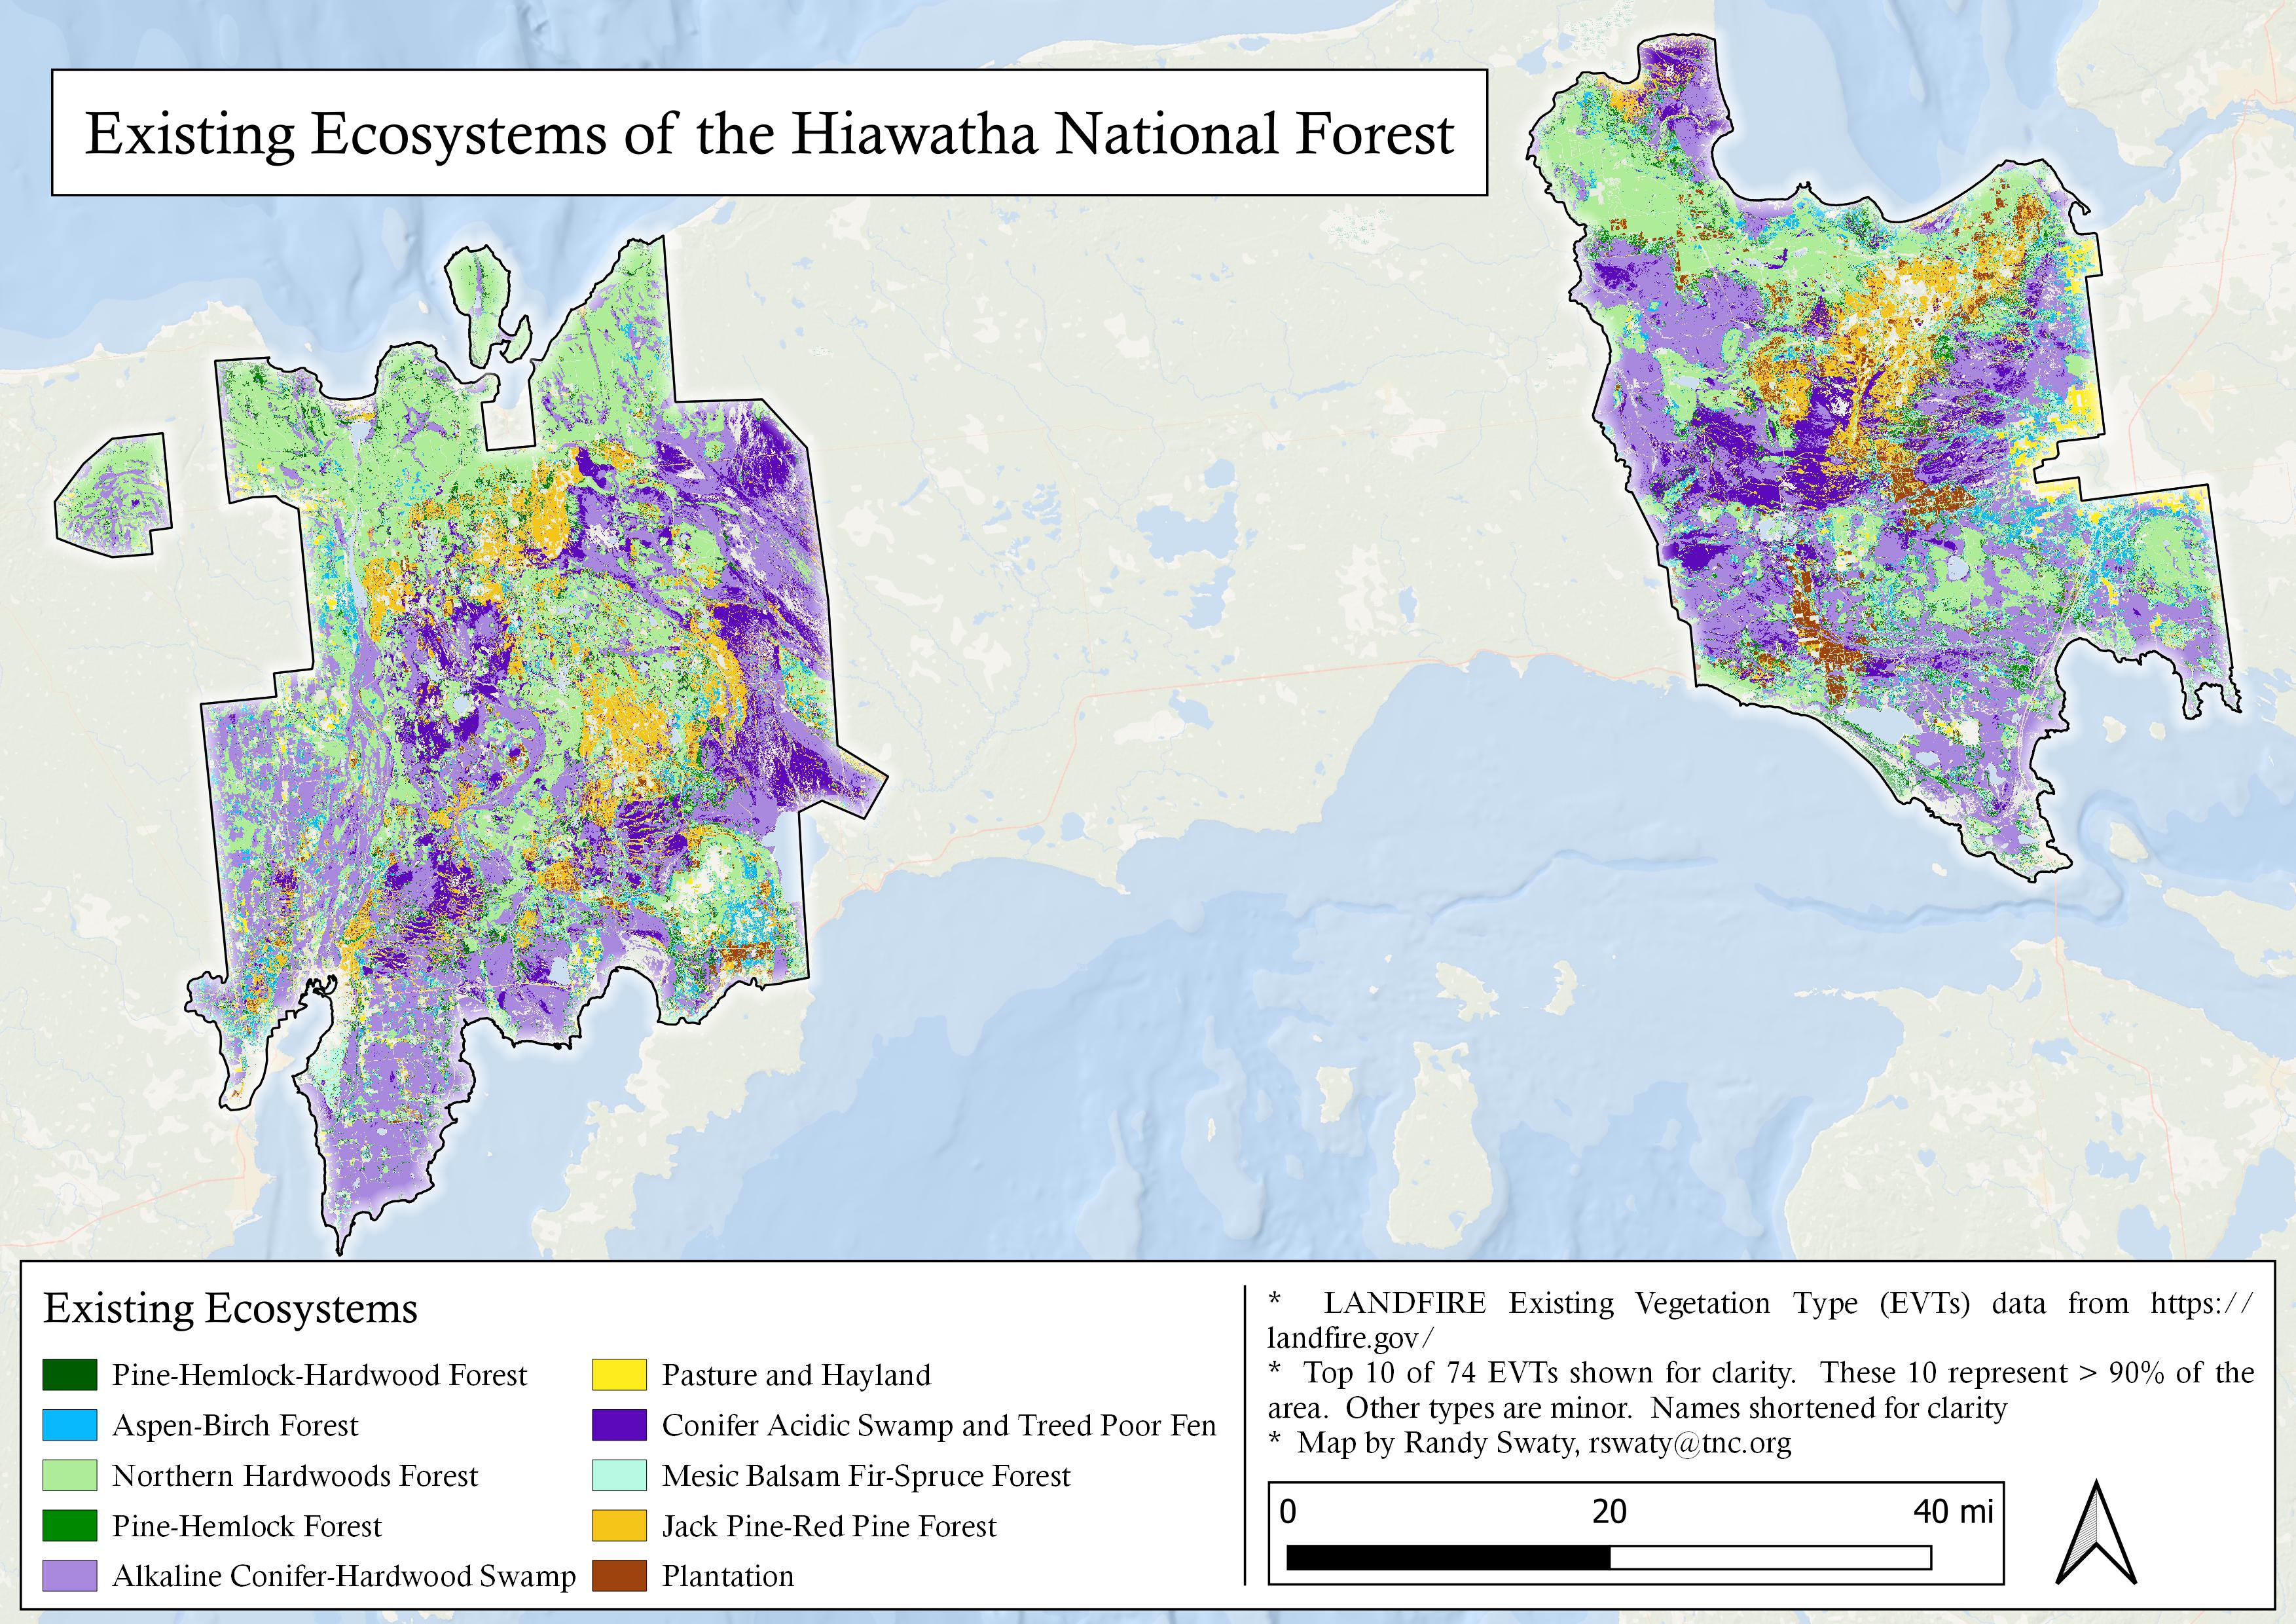 Existing Ecosystems of the Hiawatha National Forest
Existing Ecosystems
Pine-Hemlock-Hardwood Forest
Aspen-Birch Forest
Northern Hardwoods Forest
Pine-Hemlock Forest
Alkaline Conifer-Hardwood Swamp
Pasture and Hayland
Conifer Acidic Swamp and Treed Poor Fen
Mesic Balsam Fir-Spruce Forest
Jack Pine-Red Pine Forest
Plantation
* LANDFIRE Existing Vegetation Type (EVTs) data from https://
landfire.gov/
* Top 10 of 74 EVTs shown for clarity. These 10 represent > 90% of the
area. Other types are minor. Names shortened for clarity
* Map by Randy Swaty, rswaty@tnc.org
0 20 40 mi